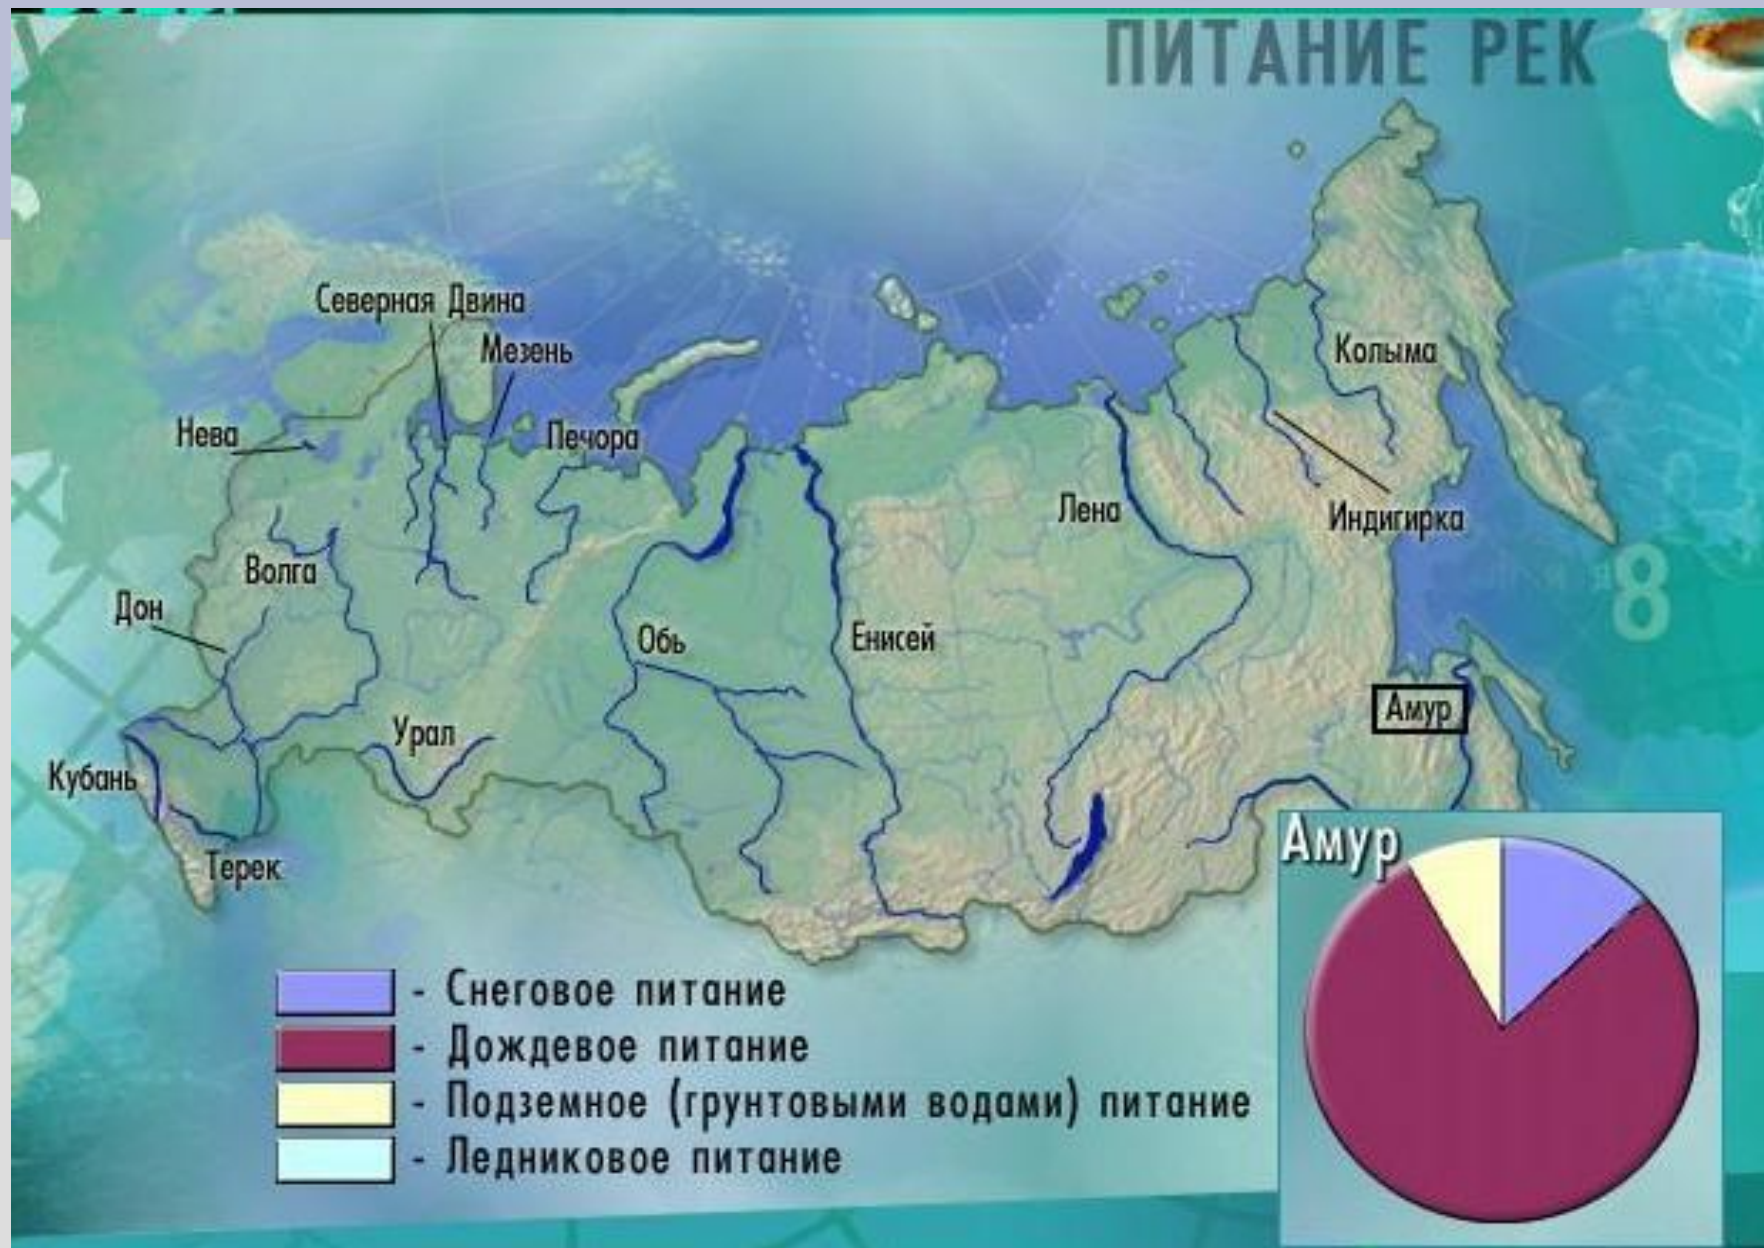 ПИТАНИЕ РЕК
Северная Двина
Мезень
Колыма
Нева
Печора
Лена
Индигирка
Волга
8
Дон
Обь
Енисей
Амур
Урал
Кубань
Амур
Терек
- Снеговое питание
- Дождевое питание
- Подземное (грунтовыми водами) питание
- Ледниковое питание